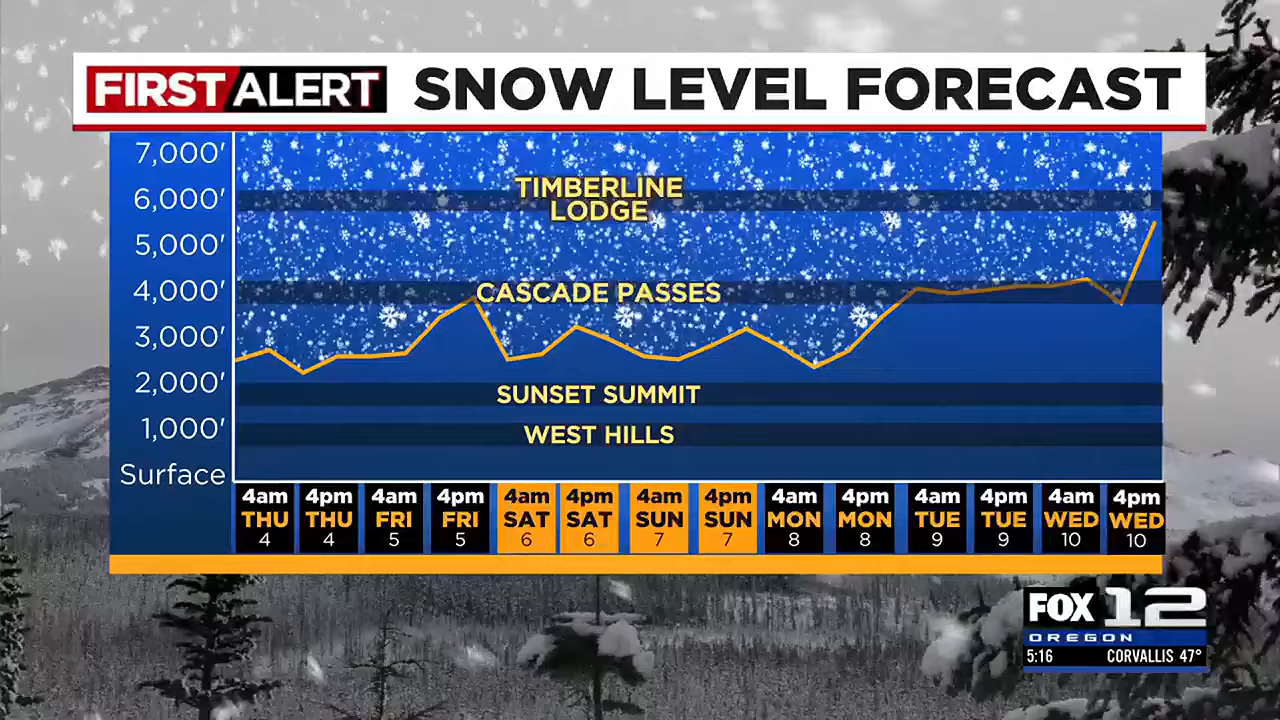 FIRST ALERT SNOW LEVEL FORECAST
7,000'
6,000'
5,000'
4,000'
3,000'
2,000'
1,000'
Surface
TIMBERLINE
LODGE
CASCADE PASSES
SUNSET SUMMIT
WEST HILLS
4am 4pm 4am 4pm 4am 4pm 4am 4pm 4am 4pm 4am 4pm 4am 4pm
THU THU FRI FRI SAT SAT SUN SUN MON MON TUE TUE WED WED
4 4 5 5 6 6 7 7 8 8 9 9 10 10
FOX 12
OREGON
5:16 CORVALLIS 47°